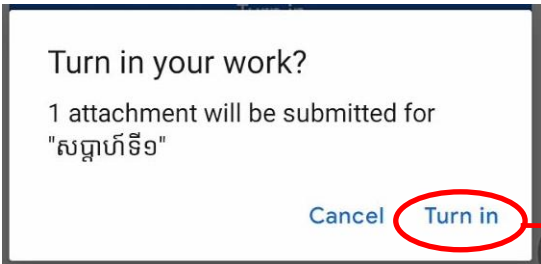 Turn in
Turn in your work?
1 attachment will be submitted for
"សប្តាហ៍ទី១"
Cancel
Turn in